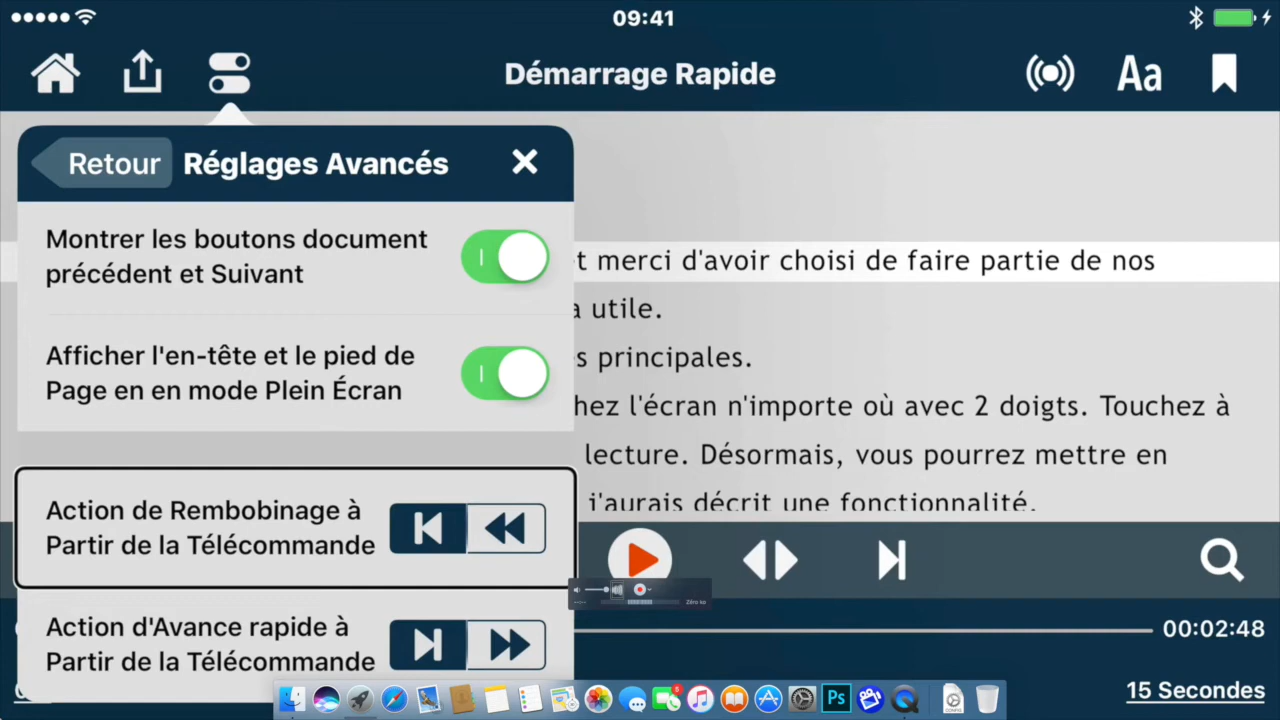 09:41
Démarrage Rapide
Aa
Retour
Réglages Avancés
Montrer les boutons document
précédent et Suivant
Afficher l'en-tête et le pied de
Page en en mode Plein Écran
Action de Rembobinage à
Partir de la Télécommande
Action d'Avance rapide à
Partir de la Télécommande
t merci d'avoir choisi de faire partie de nos
a utile.
s principales.
hez l'écran n'importe où avec 2 doigts. Touchez à
lecture. Désormais, vous pourrez mettre en
j'aurais décrit une fonctionnalité.
Zéro ko
00:02:48
15 Secondes
Ps